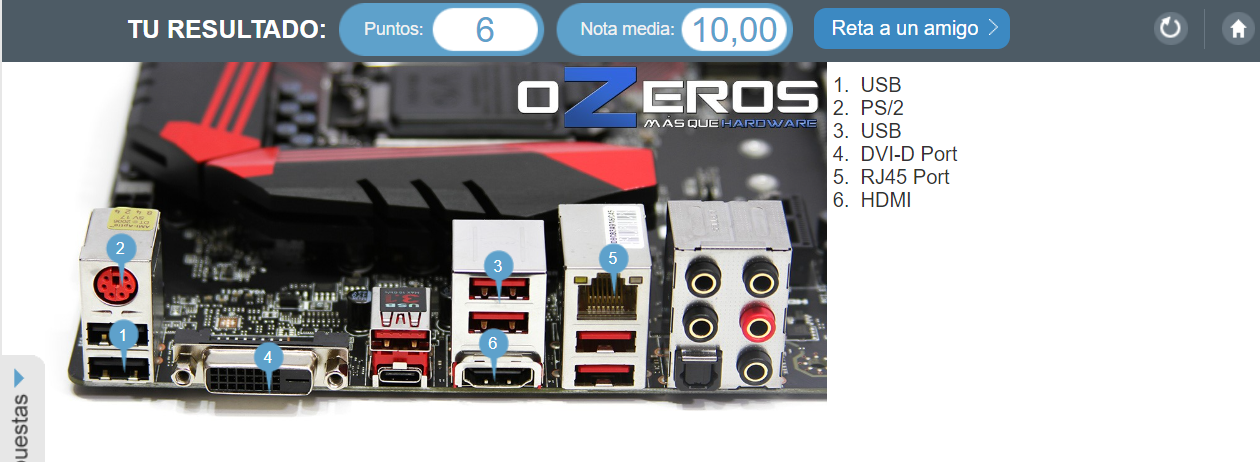 TU RESULTADO: Puntos: 6 Nota media: 10,00 Reta a un amigo
OZEROS
MÁS QUE HARDWARE
1. USB
2. PS/2
3. USB
4. DVI-D Port
5. RJ45 Port
6. HDMI
2
5
3
1
6
4
USB
uestas